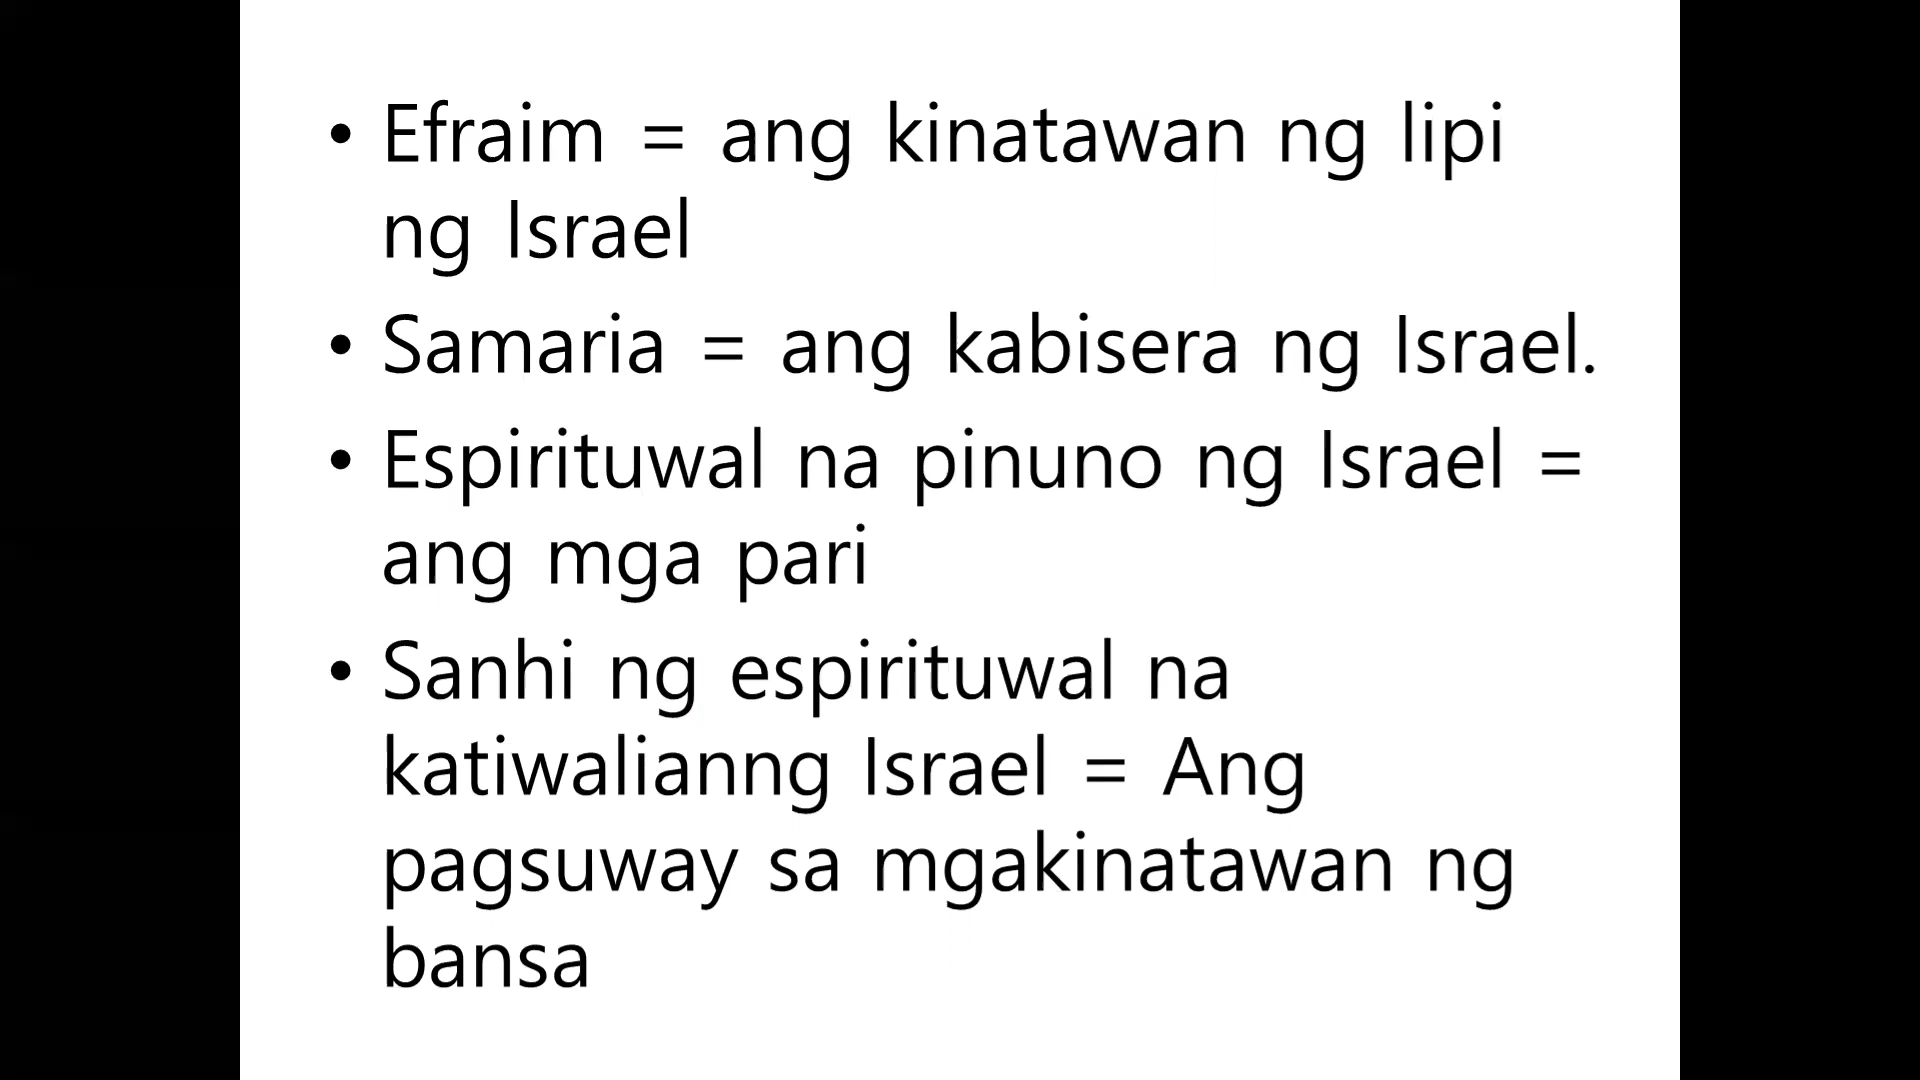 • Efraim = ang kinatawan ng lipi
ng Israel
• Samaria = ang kabisera ng Israel.
• Espirituwal na pinuno ng Israel =
ang mga pari
• Sanhi ng espirituwal na
katiwalianng Israel = Ang
pagsuway sa mgakinatawan ng
bansa